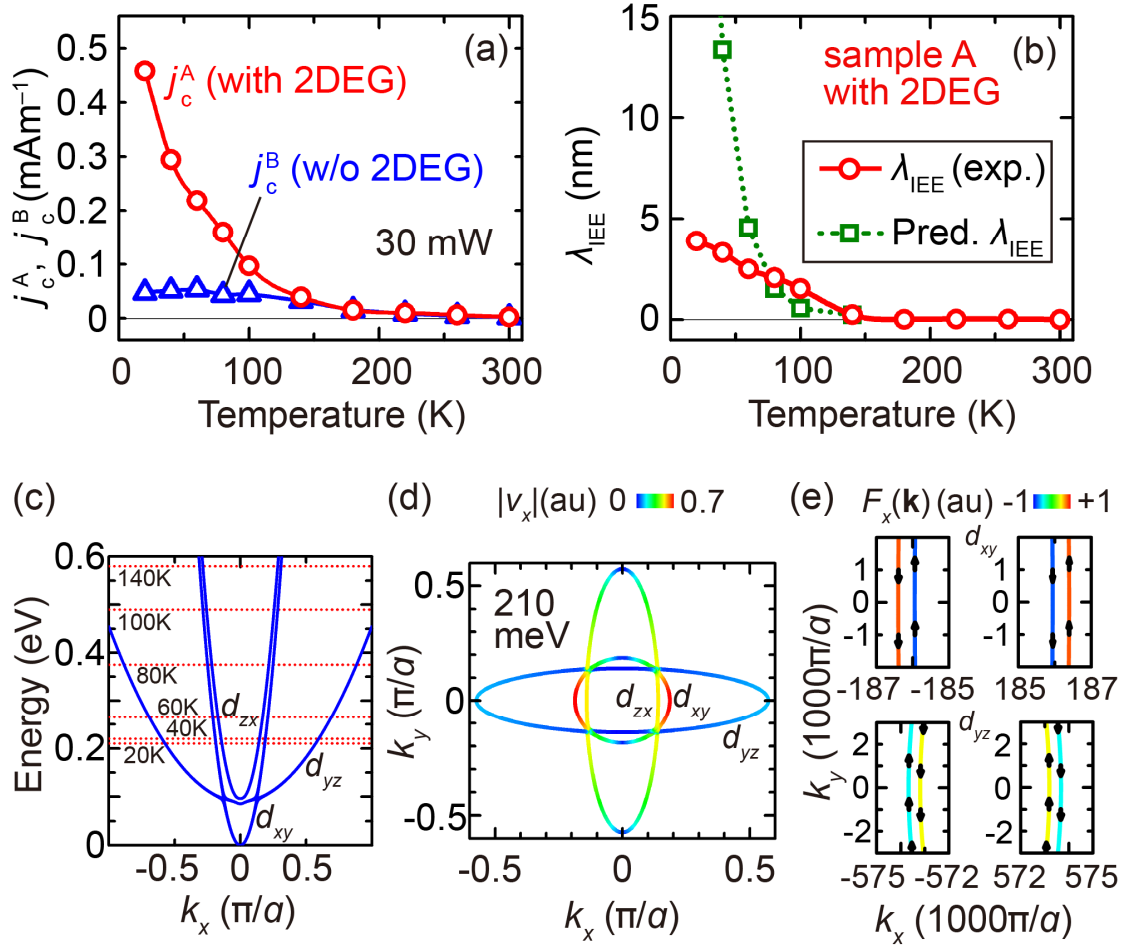 (a)
j_c^A, j_c^B (mAm⁻¹)
0.5
0.4
0.3
0.2
0.1
0
j_c^A (with 2DEG)
j_c^B (w/o 2DEG)
30 mW
0 100 200 300
Temperature (K)
(b)
λ_IEE (nm)
15
10
5
0
sample A
with 2DEG
λ_IEE (exp.)
Pred. λ_IEE
0 100 200 300
Temperature (K)
(c)
Energy (eV)
0.6
0.4
0.2
0
140K
100K
80K
60K
40K
20K
d_zx
d_yz
d_xy
-0.5 0 0.5
k_x (π/a)
(d)
|v_x|(au) 0 0.7
210
meV
k_y (π/a)
0.5
0
-0.5
d_zx
d_xy
d_yz
-0.5 0 0.5
k_x (π/a)
(e)
F_x(k) (au) -1 +1
d_xy
1
0
-1
1
0
-1
-187 -185 185 187
d_yz
k_y (1000π/a)
2
0
-2
2
0
-2
-575 -572 572 575
k_x (1000π/a)